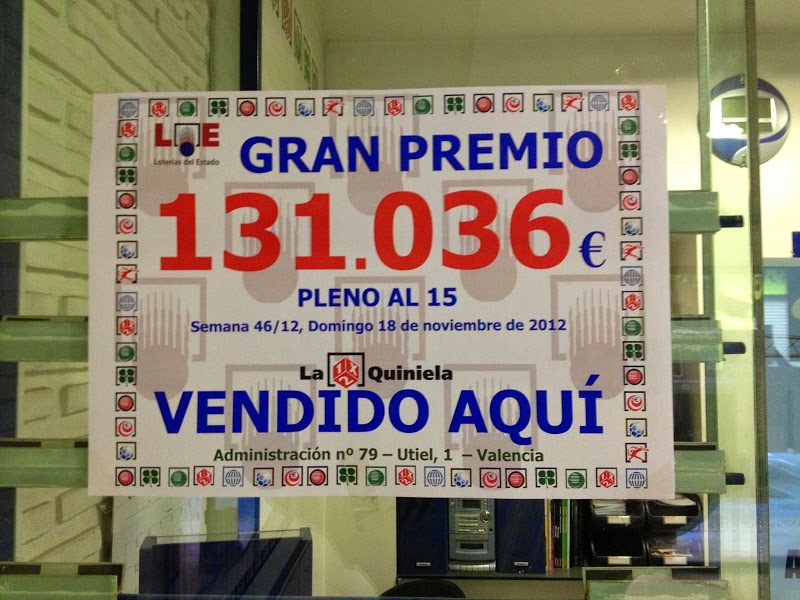 L E
Loterías del Estado
GRAN PREMIO
131.036 €
PLENO AL 15
Semana 46/12, Domingo 18 de noviembre de 2012
La 1X2 Quiniela
VENDIDO AQUÍ
Administración nº 79 – Utiel, 1 – Valencia